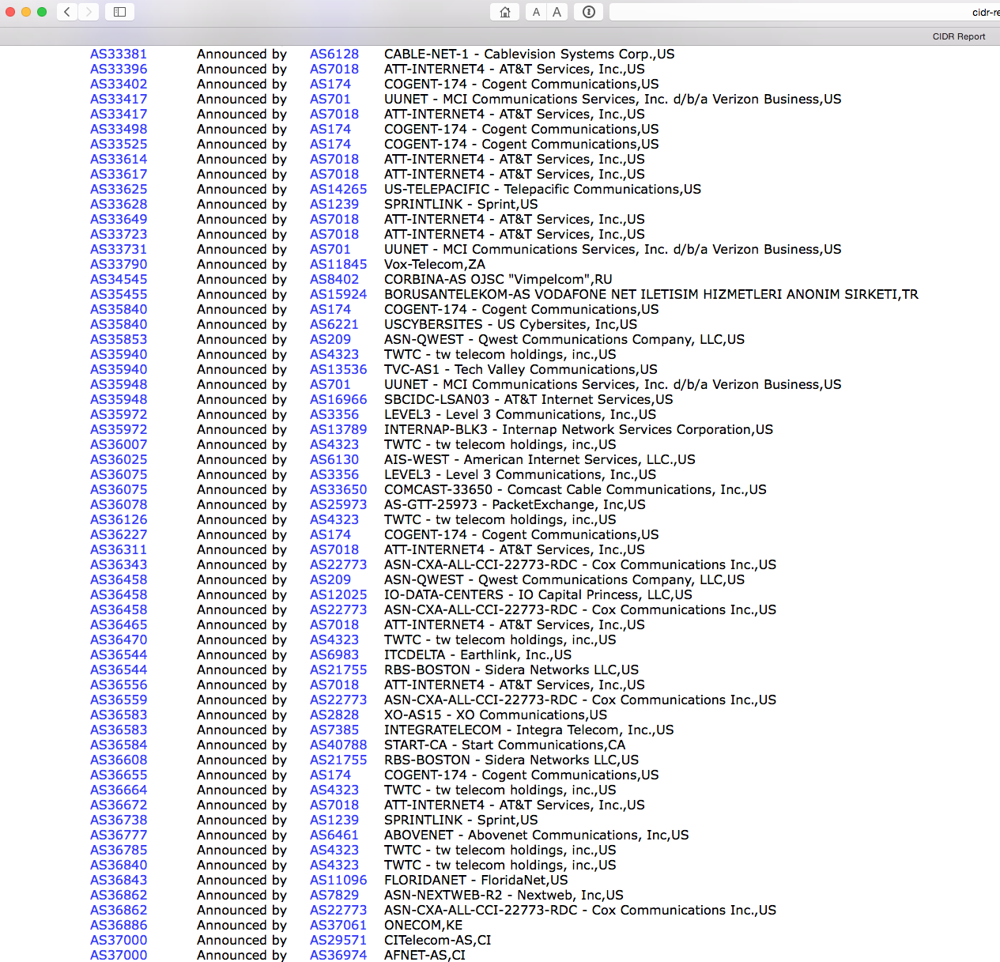 A A cidr-re
CIDR Report
AS33381 Announced by AS6128 CABLE-NET-1 - Cablevision Systems Corp.,US
AS33396 Announced by AS7018 ATT-INTERNET4 - AT&T Services, Inc.,US
AS33402 Announced by AS174 COGENT-174 - Cogent Communications,US
AS33417 Announced by AS701 UUNET - MCI Communications Services, Inc. d/b/a Verizon Business,US
AS33417 Announced by AS7018 ATT-INTERNET4 - AT&T Services, Inc.,US
AS33498 Announced by AS174 COGENT-174 - Cogent Communications,US
AS33525 Announced by AS174 COGENT-174 - Cogent Communications,US
AS33614 Announced by AS7018 ATT-INTERNET4 - AT&T Services, Inc.,US
AS33617 Announced by AS7018 ATT-INTERNET4 - AT&T Services, Inc.,US
AS33625 Announced by AS14265 US-TELEPACIFIC - Telepacific Communications,US
AS33628 Announced by AS1239 SPRINTLINK - Sprint,US
AS33649 Announced by AS7018 ATT-INTERNET4 - AT&T Services, Inc.,US
AS33723 Announced by AS7018 ATT-INTERNET4 - AT&T Services, Inc.,US
AS33731 Announced by AS701 UUNET - MCI Communications Services, Inc. d/b/a Verizon Business,US
AS33790 Announced by AS11845 Vox-Telecom,ZA
AS34545 Announced by AS8402 CORBINA-AS OJSC "Vimpelcom",RU
AS35455 Announced by AS15924 BORUSANTELEKOM-AS VODAFONE NET ILETISIM HIZMETLERI ANONIM SIRKETI,TR
AS35840 Announced by AS174 COGENT-174 - Cogent Communications,US
AS35840 Announced by AS6221 USCYBERSITES - US Cybersites, Inc,US
AS35853 Announced by AS209 ASN-QWEST - Qwest Communications Company, LLC,US
AS35940 Announced by AS4323 TWTC - tw telecom holdings, inc.,US
AS35940 Announced by AS13536 TVC-AS1 - Tech Valley Communications,US
AS35948 Announced by AS701 UUNET - MCI Communications Services, Inc. d/b/a Verizon Business,US
AS35948 Announced by AS16966 SBCIDC-LSAN03 - AT&T Internet Services,US
AS35972 Announced by AS3356 LEVEL3 - Level 3 Communications, Inc.,US
AS35972 Announced by AS13789 INTERNAP-BLK3 - Internap Network Services Corporation,US
AS36007 Announced by AS4323 TWTC - tw telecom holdings, inc.,US
AS36025 Announced by AS6130 AIS-WEST - American Internet Services, LLC.,US
AS36075 Announced by AS3356 LEVEL3 - Level 3 Communications, Inc.,US
AS36075 Announced by AS33650 COMCAST-33650 - Comcast Cable Communications, Inc.,US
AS36078 Announced by AS25973 AS-GTT-25973 - PacketExchange, Inc,US
AS36126 Announced by AS4323 TWTC - tw telecom holdings, inc.,US
AS36227 Announced by AS174 COGENT-174 - Cogent Communications,US
AS36311 Announced by AS7018 ATT-INTERNET4 - AT&T Services, Inc.,US
AS36343 Announced by AS22773 ASN-CXA-ALL-CCI-22773-RDC - Cox Communications Inc.,US
AS36458 Announced by AS209 ASN-QWEST - Qwest Communications Company, LLC,US
AS36458 Announced by AS12025 IO-DATA-CENTERS - IO Capital Princess, LLC,US
AS36458 Announced by AS22773 ASN-CXA-ALL-CCI-22773-RDC - Cox Communications Inc.,US
AS36465 Announced by AS7018 ATT-INTERNET4 - AT&T Services, Inc.,US
AS36470 Announced by AS4323 TWTC - tw telecom holdings, inc.,US
AS36544 Announced by AS6983 ITCDELTA - Earthlink, Inc.,US
AS36544 Announced by AS21755 RBS-BOSTON - Sidera Networks LLC,US
AS36556 Announced by AS7018 ATT-INTERNET4 - AT&T Services, Inc.,US
AS36559 Announced by AS22773 ASN-CXA-ALL-CCI-22773-RDC - Cox Communications Inc.,US
AS36583 Announced by AS2828 XO-AS15 - XO Communications,US
AS36583 Announced by AS7385 INTEGRATELECOM - Integra Telecom, Inc.,US
AS36584 Announced by AS40788 START-CA - Start Communications,CA
AS36608 Announced by AS21755 RBS-BOSTON - Sidera Networks LLC,US
AS36655 Announced by AS174 COGENT-174 - Cogent Communications,US
AS36664 Announced by AS4323 TWTC - tw telecom holdings, inc.,US
AS36672 Announced by AS7018 ATT-INTERNET4 - AT&T Services, Inc.,US
AS36738 Announced by AS1239 SPRINTLINK - Sprint,US
AS36777 Announced by AS6461 ABOVENET - Abovenet Communications, Inc,US
AS36785 Announced by AS4323 TWTC - tw telecom holdings, inc.,US
AS36840 Announced by AS4323 TWTC - tw telecom holdings, inc.,US
AS36843 Announced by AS11096 FLORIDANET - FloridaNet,US
AS36862 Announced by AS7829 ASN-NEXTWEB-R2 - Nextweb, Inc,US
AS36862 Announced by AS22773 ASN-CXA-ALL-CCI-22773-RDC - Cox Communications Inc.,US
AS36886 Announced by AS37061 ONECOM,KE
AS37000 Announced by AS29571 CITelecom-AS,CI
AS37000 Announced by AS36974 AFNET-AS,CI